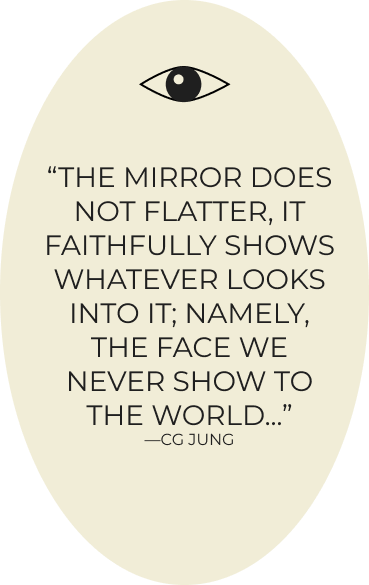 “THE MIRROR DOES
NOT FLATTER, IT
FAITHFULLY SHOWS
WHATEVER LOOKS
INTO IT; NAMELY,
THE FACE WE
NEVER SHOW TO
THE WORLD...”
—CG JUNG